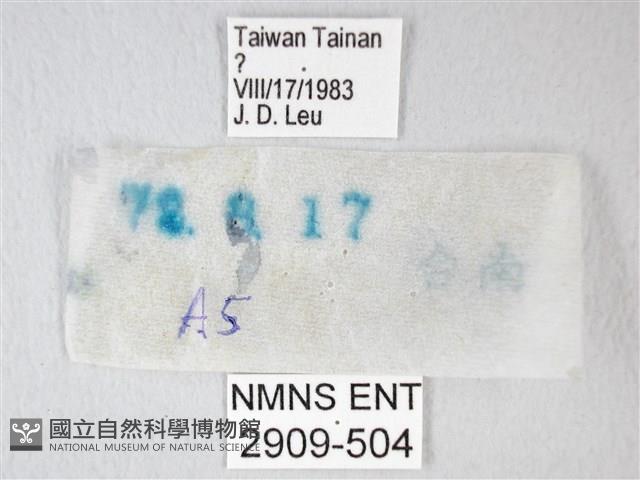 Taiwan Tainan
?
VIII/17/1983
J. D. Leu
72. 8. 17
台南
A5
NMNS ENT
2909-504
國立自然科學博物館
NATIONAL MUSEUM OF NATURAL SCIENCE